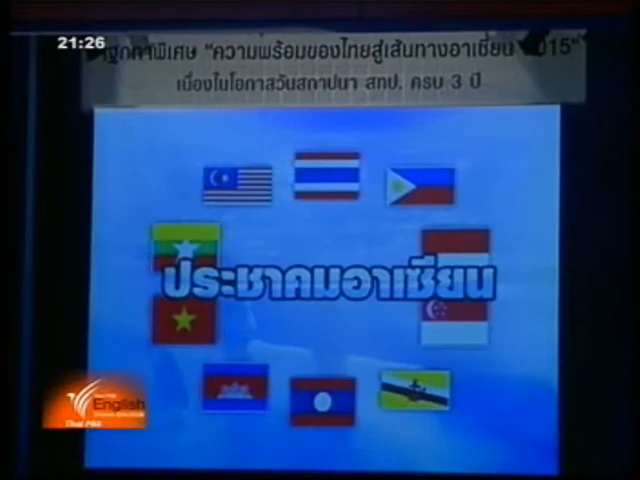 21:26
ปาฐกถาพิเศษ "ความพร้อมของไทยสู่เส้นทางอาเซียน 2015"
เนื่องในโอกาสวันสถาปนา สทป. ครบ 3 ปี
ประชาคมอาเซียน
English
Thai PBS